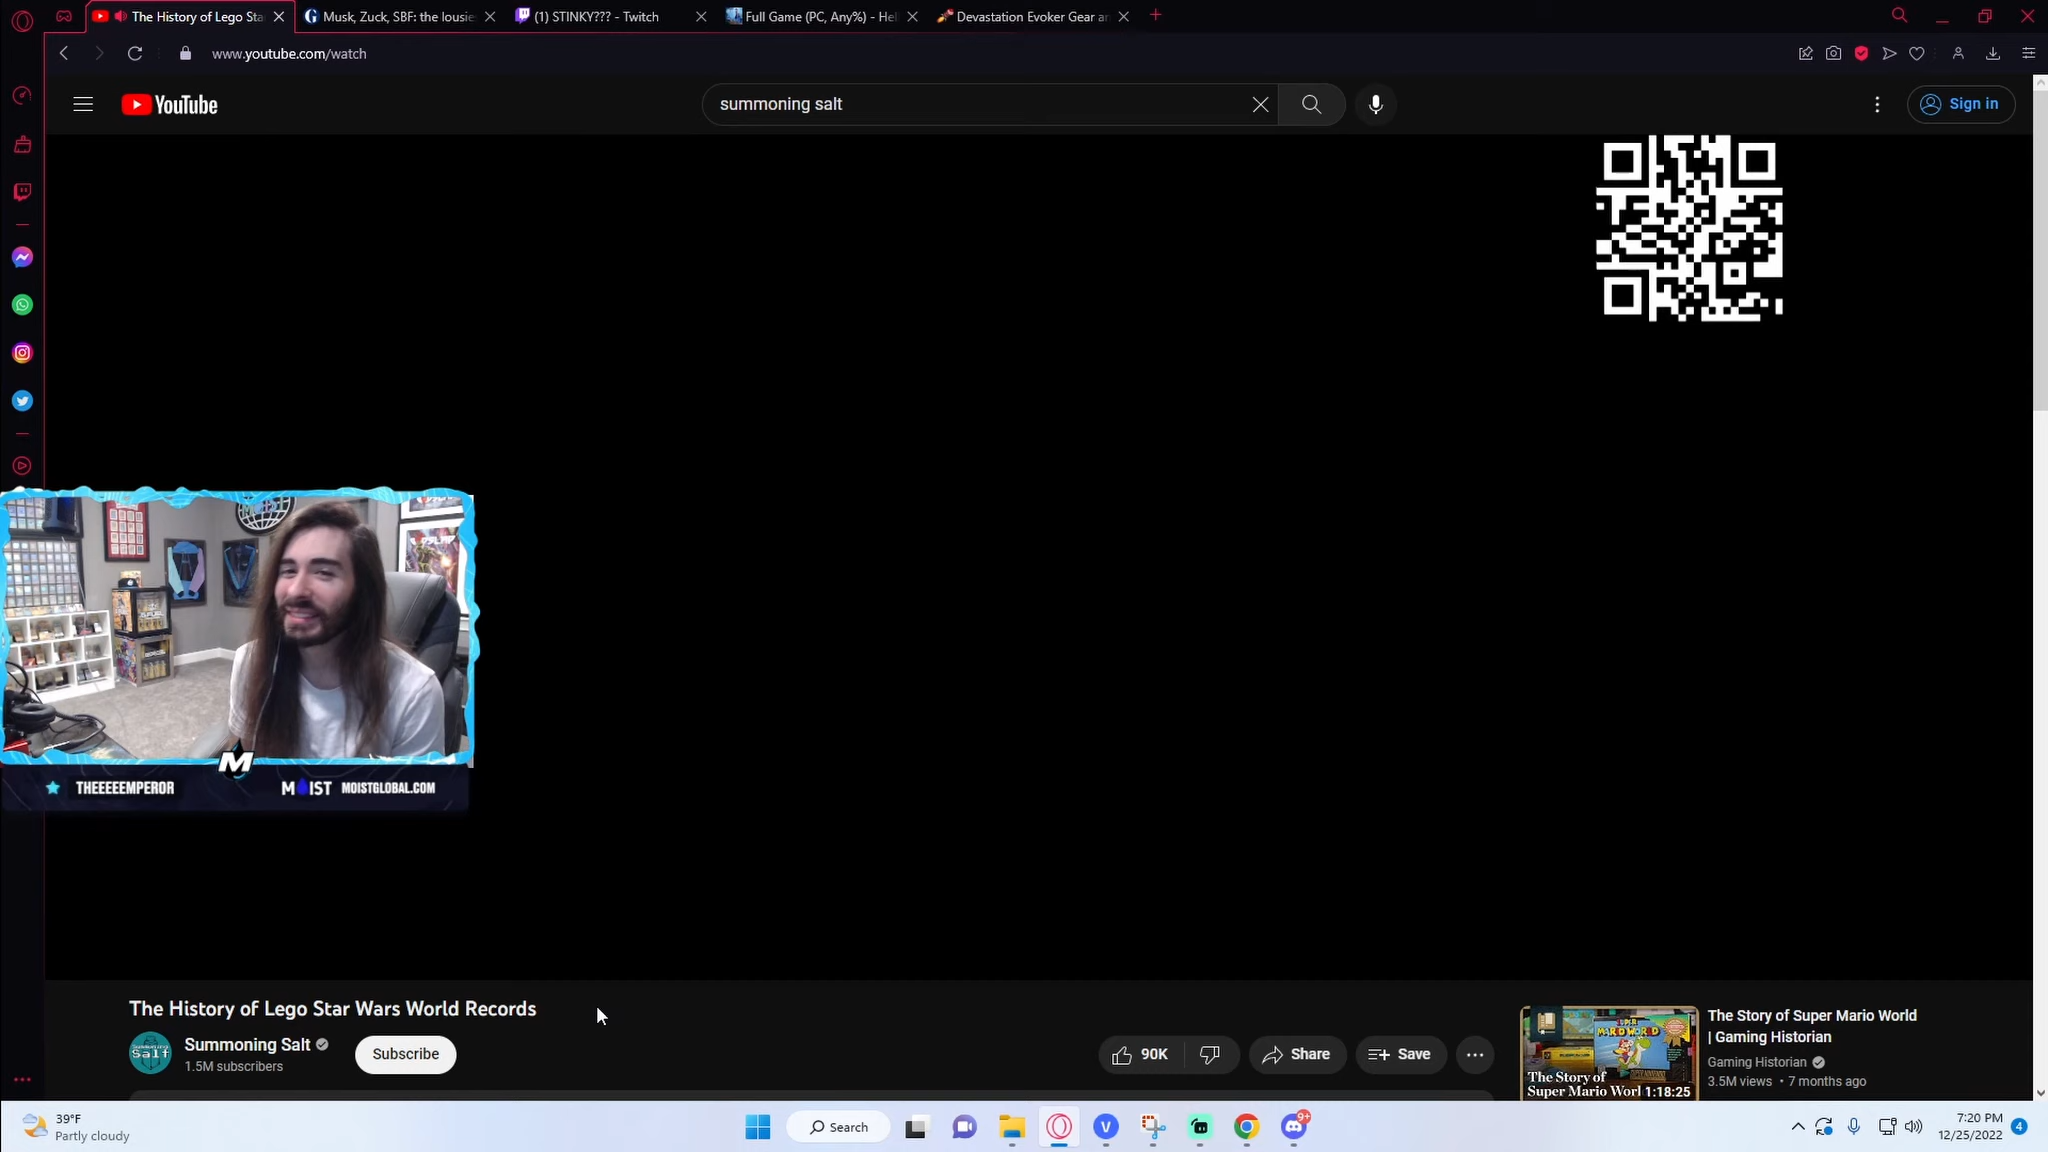 The History of Lego Sta
Musk, Zuck, SBF: the lousie
(1) STINKY??? - Twitch
Full Game (PC, Any%) - Hel
Devastation Evoker Gear an
www.youtube.com/watch
YouTube
summoning salt
Sign in
M
THEEEEEMPEROR
MOIST
MOISTGLOBAL.COM
The History of Lego Star Wars World Records
Summoning Salt
1.5M subscribers
Subscribe
90K
Share
Save
The Story of
Super Mario Worl
1:18:25
The Story of Super Mario World
| Gaming Historian
Gaming Historian
3.5M views • 7 months ago
39°F
Partly cloudy
Search
V
9+
7:20 PM
12/25/2022
4